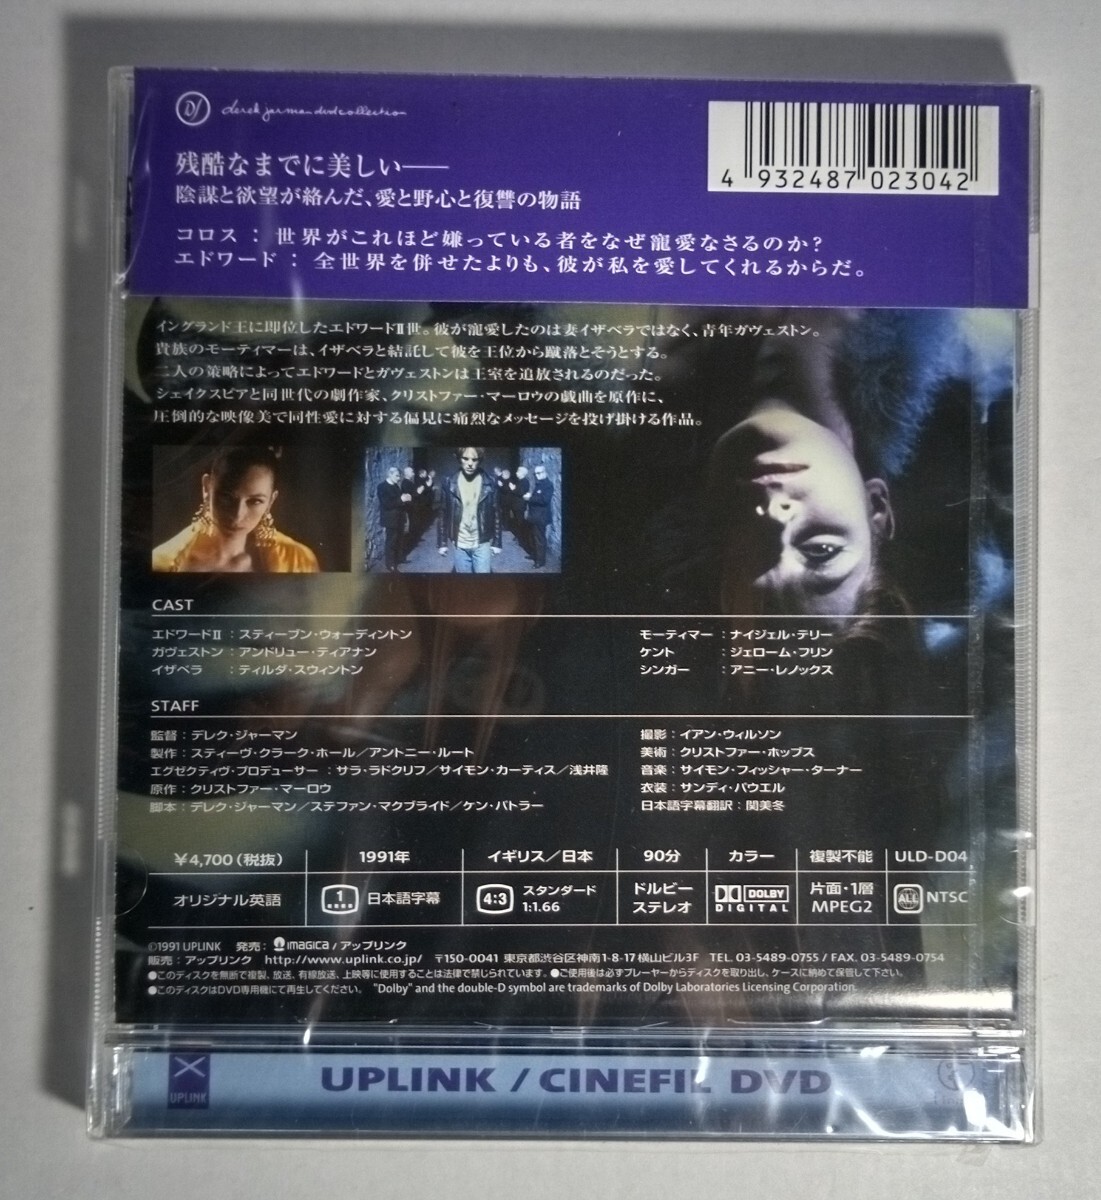 DJ derek jarman dvd collection
残酷なまでに美しい──
陰謀と欲望が絡んだ、愛と野心と復讐の物語
コロス : 世界がこれほど嫌っている者をなぜ寵愛なさるのか?
エドワード : 全世界を併せたよりも、彼が私を愛してくれるからだ。
4 932487 023042
イングランド王に即位したエドワードⅡ世。彼が寵愛したのは妻イザベラではなく、青年ガヴェストン。
貴族のモーティマーは、イザベラと結託して彼を王位から蹴落とそうとする。
二人の策略によってエドワードとガヴェストンは王室を追放されるのだった。
シェイクスピアと同世代の劇作家、クリストファー・マーロウの戯曲を原作に、
圧倒的な映像美で同性愛に対する偏見に痛烈なメッセージを投げ掛ける作品。
CAST
エドワードⅡ : スティーブン・ウォーディントン
ガヴェストン : アンドリュー・ティアナン
イザベラ : ティルダ・スウィントン
モーティマー : ナイジェル・テリー
ケント : ジェローム・フリン
シンガー : アニー・レノックス
STAFF
監督 : デレク・ジャーマン
製作 : スティーヴ・クラーク・ホール/アントニー・ルート
エグゼクティヴ・プロデューサー : サラ・ラドクリフ/サイモン・カーティス/浅井隆
原作 : クリストファー・マーロウ
脚本 : デレク・ジャーマン/ステファン・マクブライド/ケン・バトラー
撮影 : イアン・ウィルソン
美術 : クリストファー・ホッブス
音楽 : サイモン・フィッシャー・ターナー
衣装 : サンディ・パウエル
日本語字幕翻訳 : 関美冬
¥4,700(税抜) 1991年 イギリス/日本 90分 カラー 複製不能 ULD-D04
オリジナル英語 1 日本語字幕 4:3 スタンダード 1:1.66 ドルビー ステレオ DOLBY DIGITAL 片面・1層 MPEG2 ALL NTSC
©1991 UPLINK 発売 : IMAGICA / アップリンク
販売 : アップリンク http://www.uplink.co.jp/ 〒150-0041 東京都渋谷区神南1-8-17 横山ビル3F TEL 03-5489-0755 / FAX. 03-5489-0754
●このディスクを無断で複製、放送、有線放送、上映等に使用することは法律で禁じられています。 ●ご使用後は必ずプレーヤーからディスクを取り出し、ケースに納めて保管して下さい。
●このディスクはDVD専用機にて再生してください。 "Dolby" and the double-D symbol are trademarks of Dolby Laboratories Licensing Corporation.
UPLINK
UPLINK / CINEFIL DVD